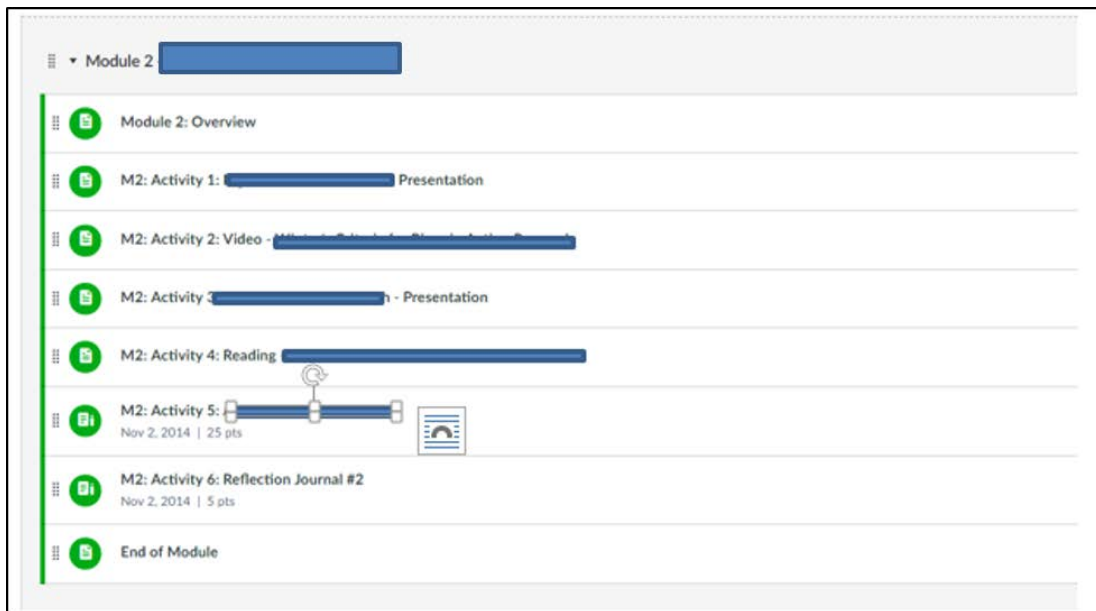 Module 2
Module 2: Overview
M2: Activity 1: Presentation
M2: Activity 2: Video -
M2: Activity 3 - Presentation
M2: Activity 4: Reading
M2: Activity 5:
Nov 2, 2014 | 25 pts
M2: Activity 6: Reflection Journal #2
Nov 2, 2014 | 5 pts
End of Module